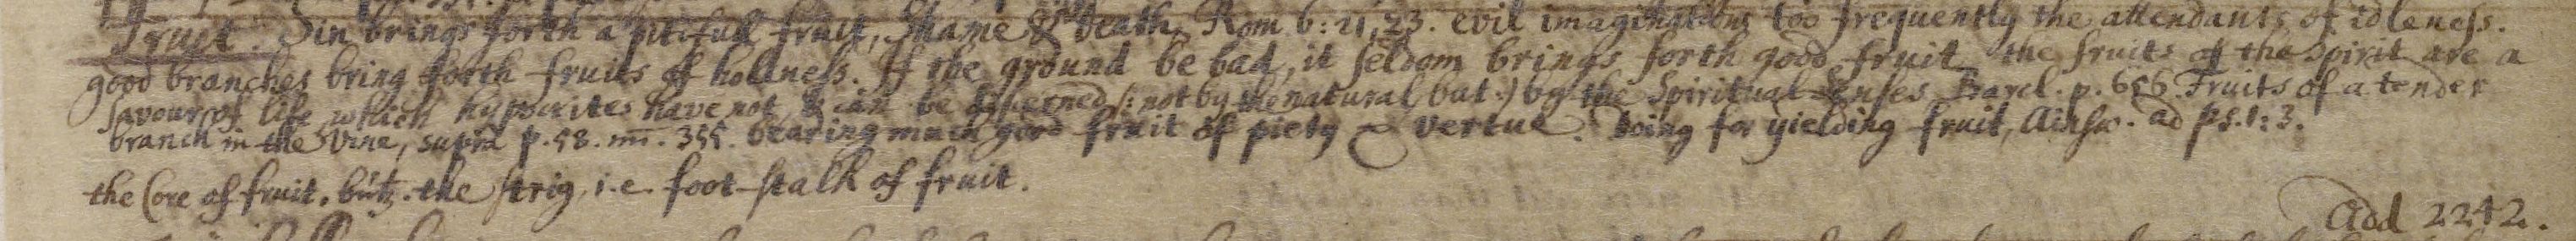 Fruit. Sin brings forth a pitifull fruit, Shame & death, Rom. 6: 21, 23. evil imaginations too frequently the attendants of idleness.
good branches bring forth fruits of holiness. If the ground be bad, it seldom brings forth good fruit. the fruits of the Spirit are a
savour of life which hypocrites have not, & can be discerned (: not by the natural, but :) by the Spiritual senses. Barcl. p. 656. Fruits of a tender
branch in the Vine, supra p. 58. m. 355. bearing much good fruit of piety & vertue. doing for yielding fruit, Ainsw. ad ps. 1: 3.
the Core of fruit. the strig, i.e. foot-stalk of fruit.
Add 2242.